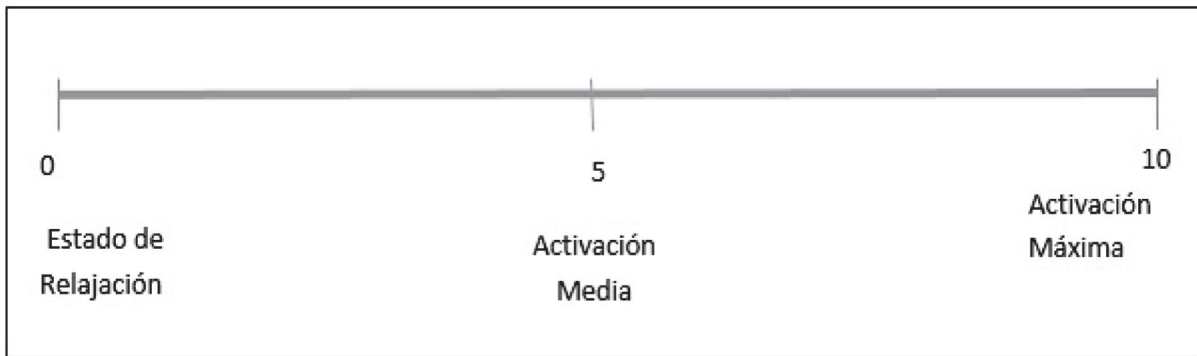 0
5
10
Estado de
Relajación
Activación
Media
Activación
Máxima